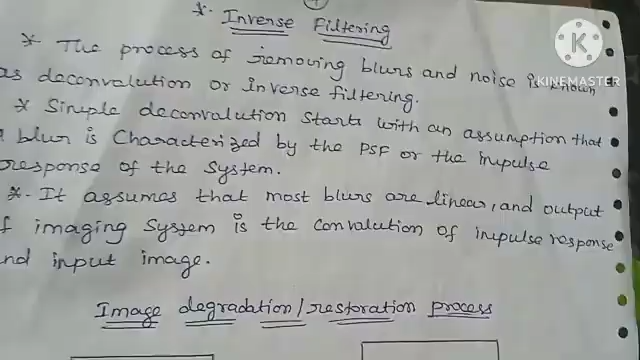 *. Inverse Filtering
* The process of removing blurs and noise is known
as deconvalution or inverse filtering.
* Simple deconvalution starts with an assumption that
blur is characterized by the PSF or the impulse
response of the system.
*. It assumes that most blurs are linear, and output
of imaging system is the convalution of impulse response
and input image.
Image degradation/restoration process
K
KINEMASTER